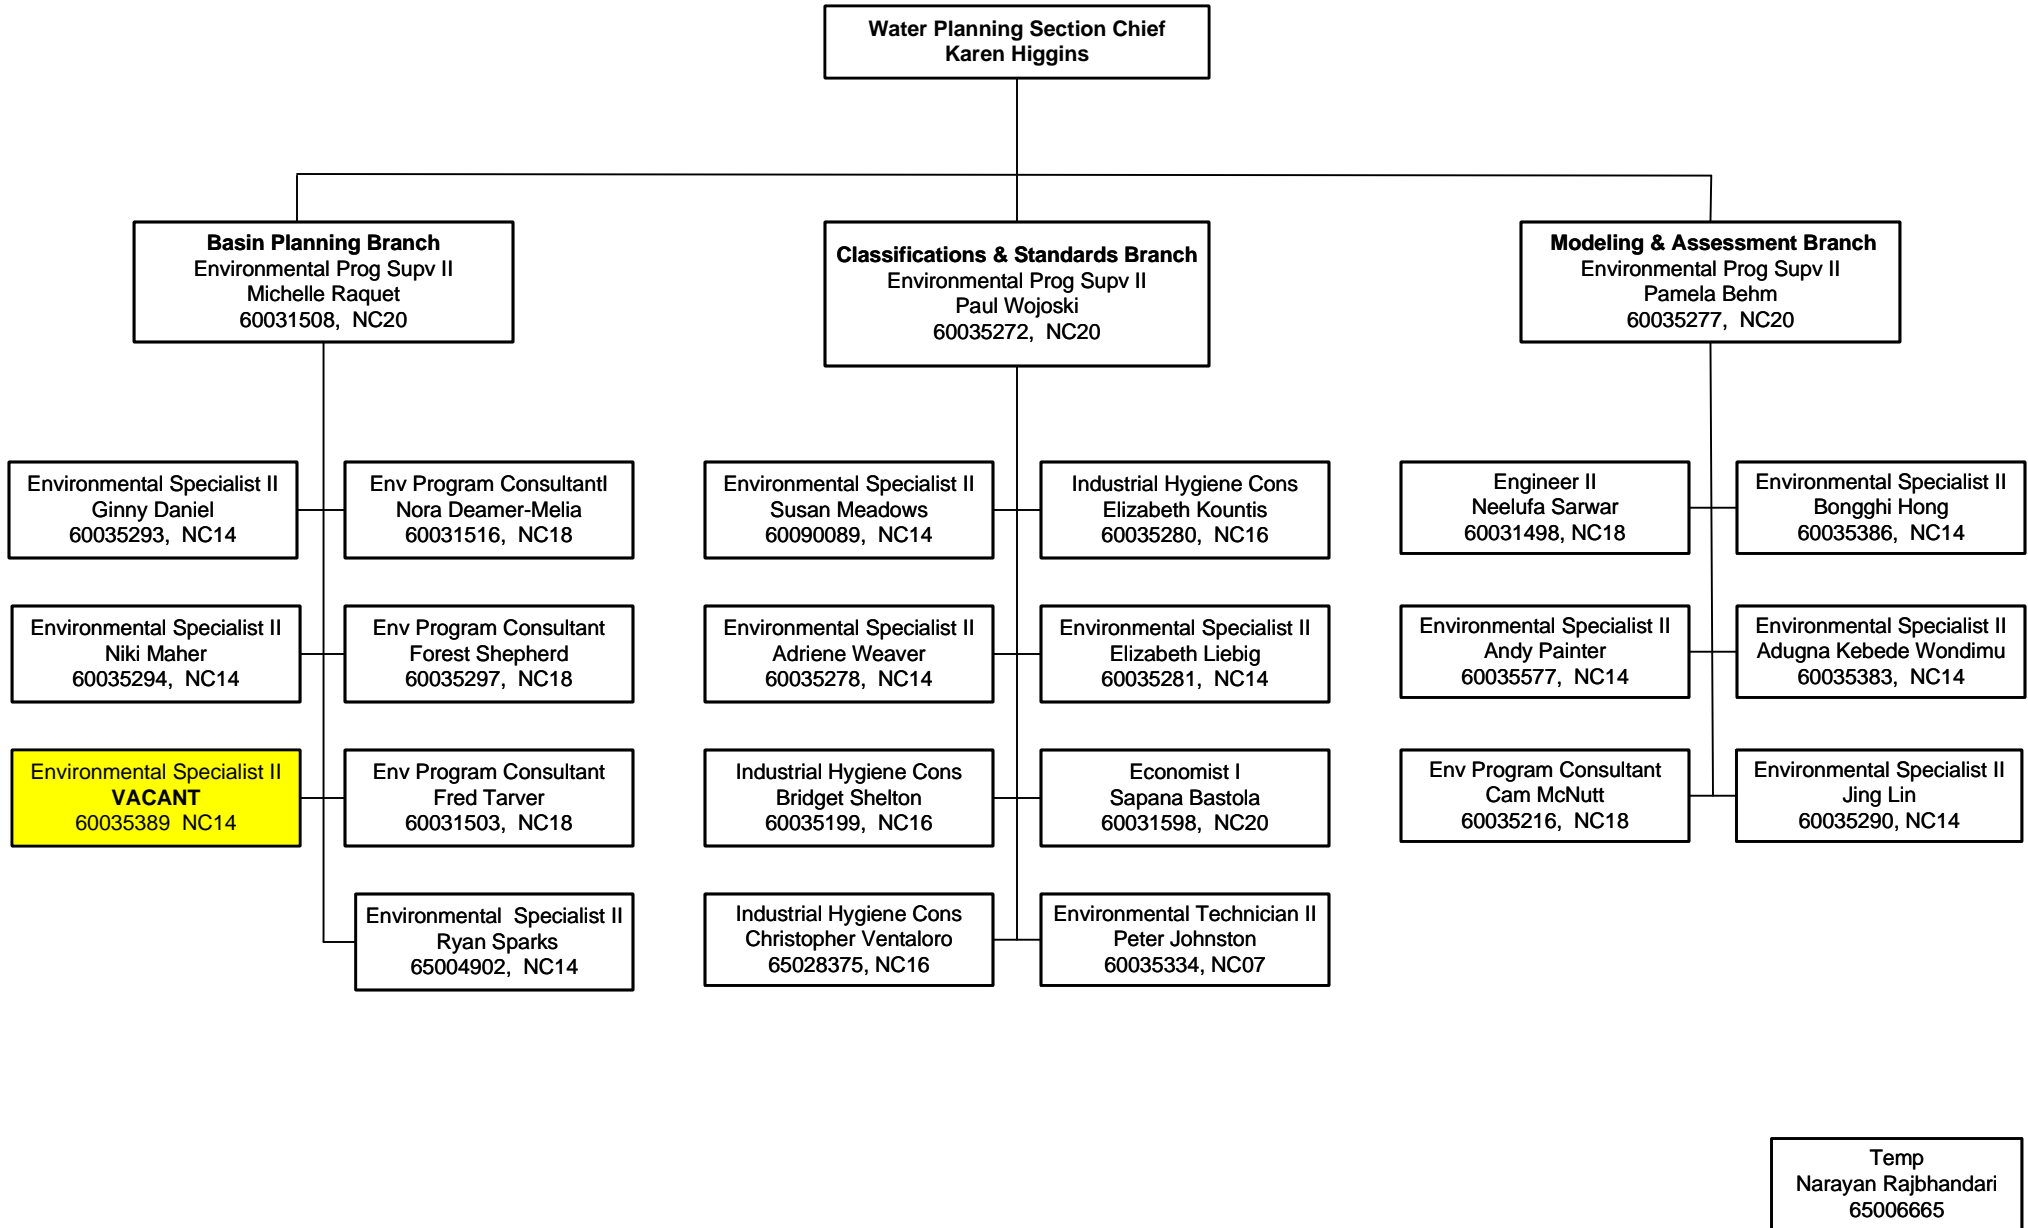 Water Planning Section Chief
Karen Higgins
Basin Planning Branch
Environmental Prog Supv II
Michelle Raquet
60031508,  NC20
Classifications & Standards Branch
Environmental Prog Supv II
Paul Wojoski
60035272,  NC20
Modeling & Assessment Branch
Environmental Prog Supv II
Pamela Behm
60035277,  NC20
Environmental Specialist II
Ginny Daniel
60035293,  NC14
Env Program ConsultantI
Nora Deamer-Melia
60031516,  NC18
Environmental Specialist II
Niki Maher
60035294,  NC14
Env Program Consultant
Forest Shepherd
60035297,  NC18
Environmental Specialist II
VACANT
60035389  NC14
Env Program Consultant
Fred Tarver
60031503,  NC18
Environmental  Specialist II
Ryan Sparks
65004902,  NC14
Environmental Specialist II
Susan Meadows
60090089,  NC14
Industrial Hygiene Cons
Elizabeth Kountis
60035280,  NC16
Environmental Specialist II
Adriene Weaver
60035278,  NC14
Environmental Specialist II
Elizabeth Liebig
60035281,  NC14
Industrial Hygiene Cons
Bridget Shelton
60035199,  NC16
Economist I
Sapana Bastola
60031598,  NC20
Industrial Hygiene Cons
Christopher Ventaloro
65028375, NC16
Environmental Technician II
Peter Johnston
60035334, NC07
Engineer II
Neelufa Sarwar
60031498, NC18
Environmental Specialist II
Bongghi Hong
60035386,  NC14
Environmental Specialist II
Andy Painter
60035577,  NC14
Environmental Specialist II
Adugna Kebede Wondimu
60035383,  NC14
Env Program Consultant
Cam McNutt
60035216,  NC18
Environmental Specialist II
Jing Lin
60035290, NC14
Temp
Narayan Rajbhandari
65006665